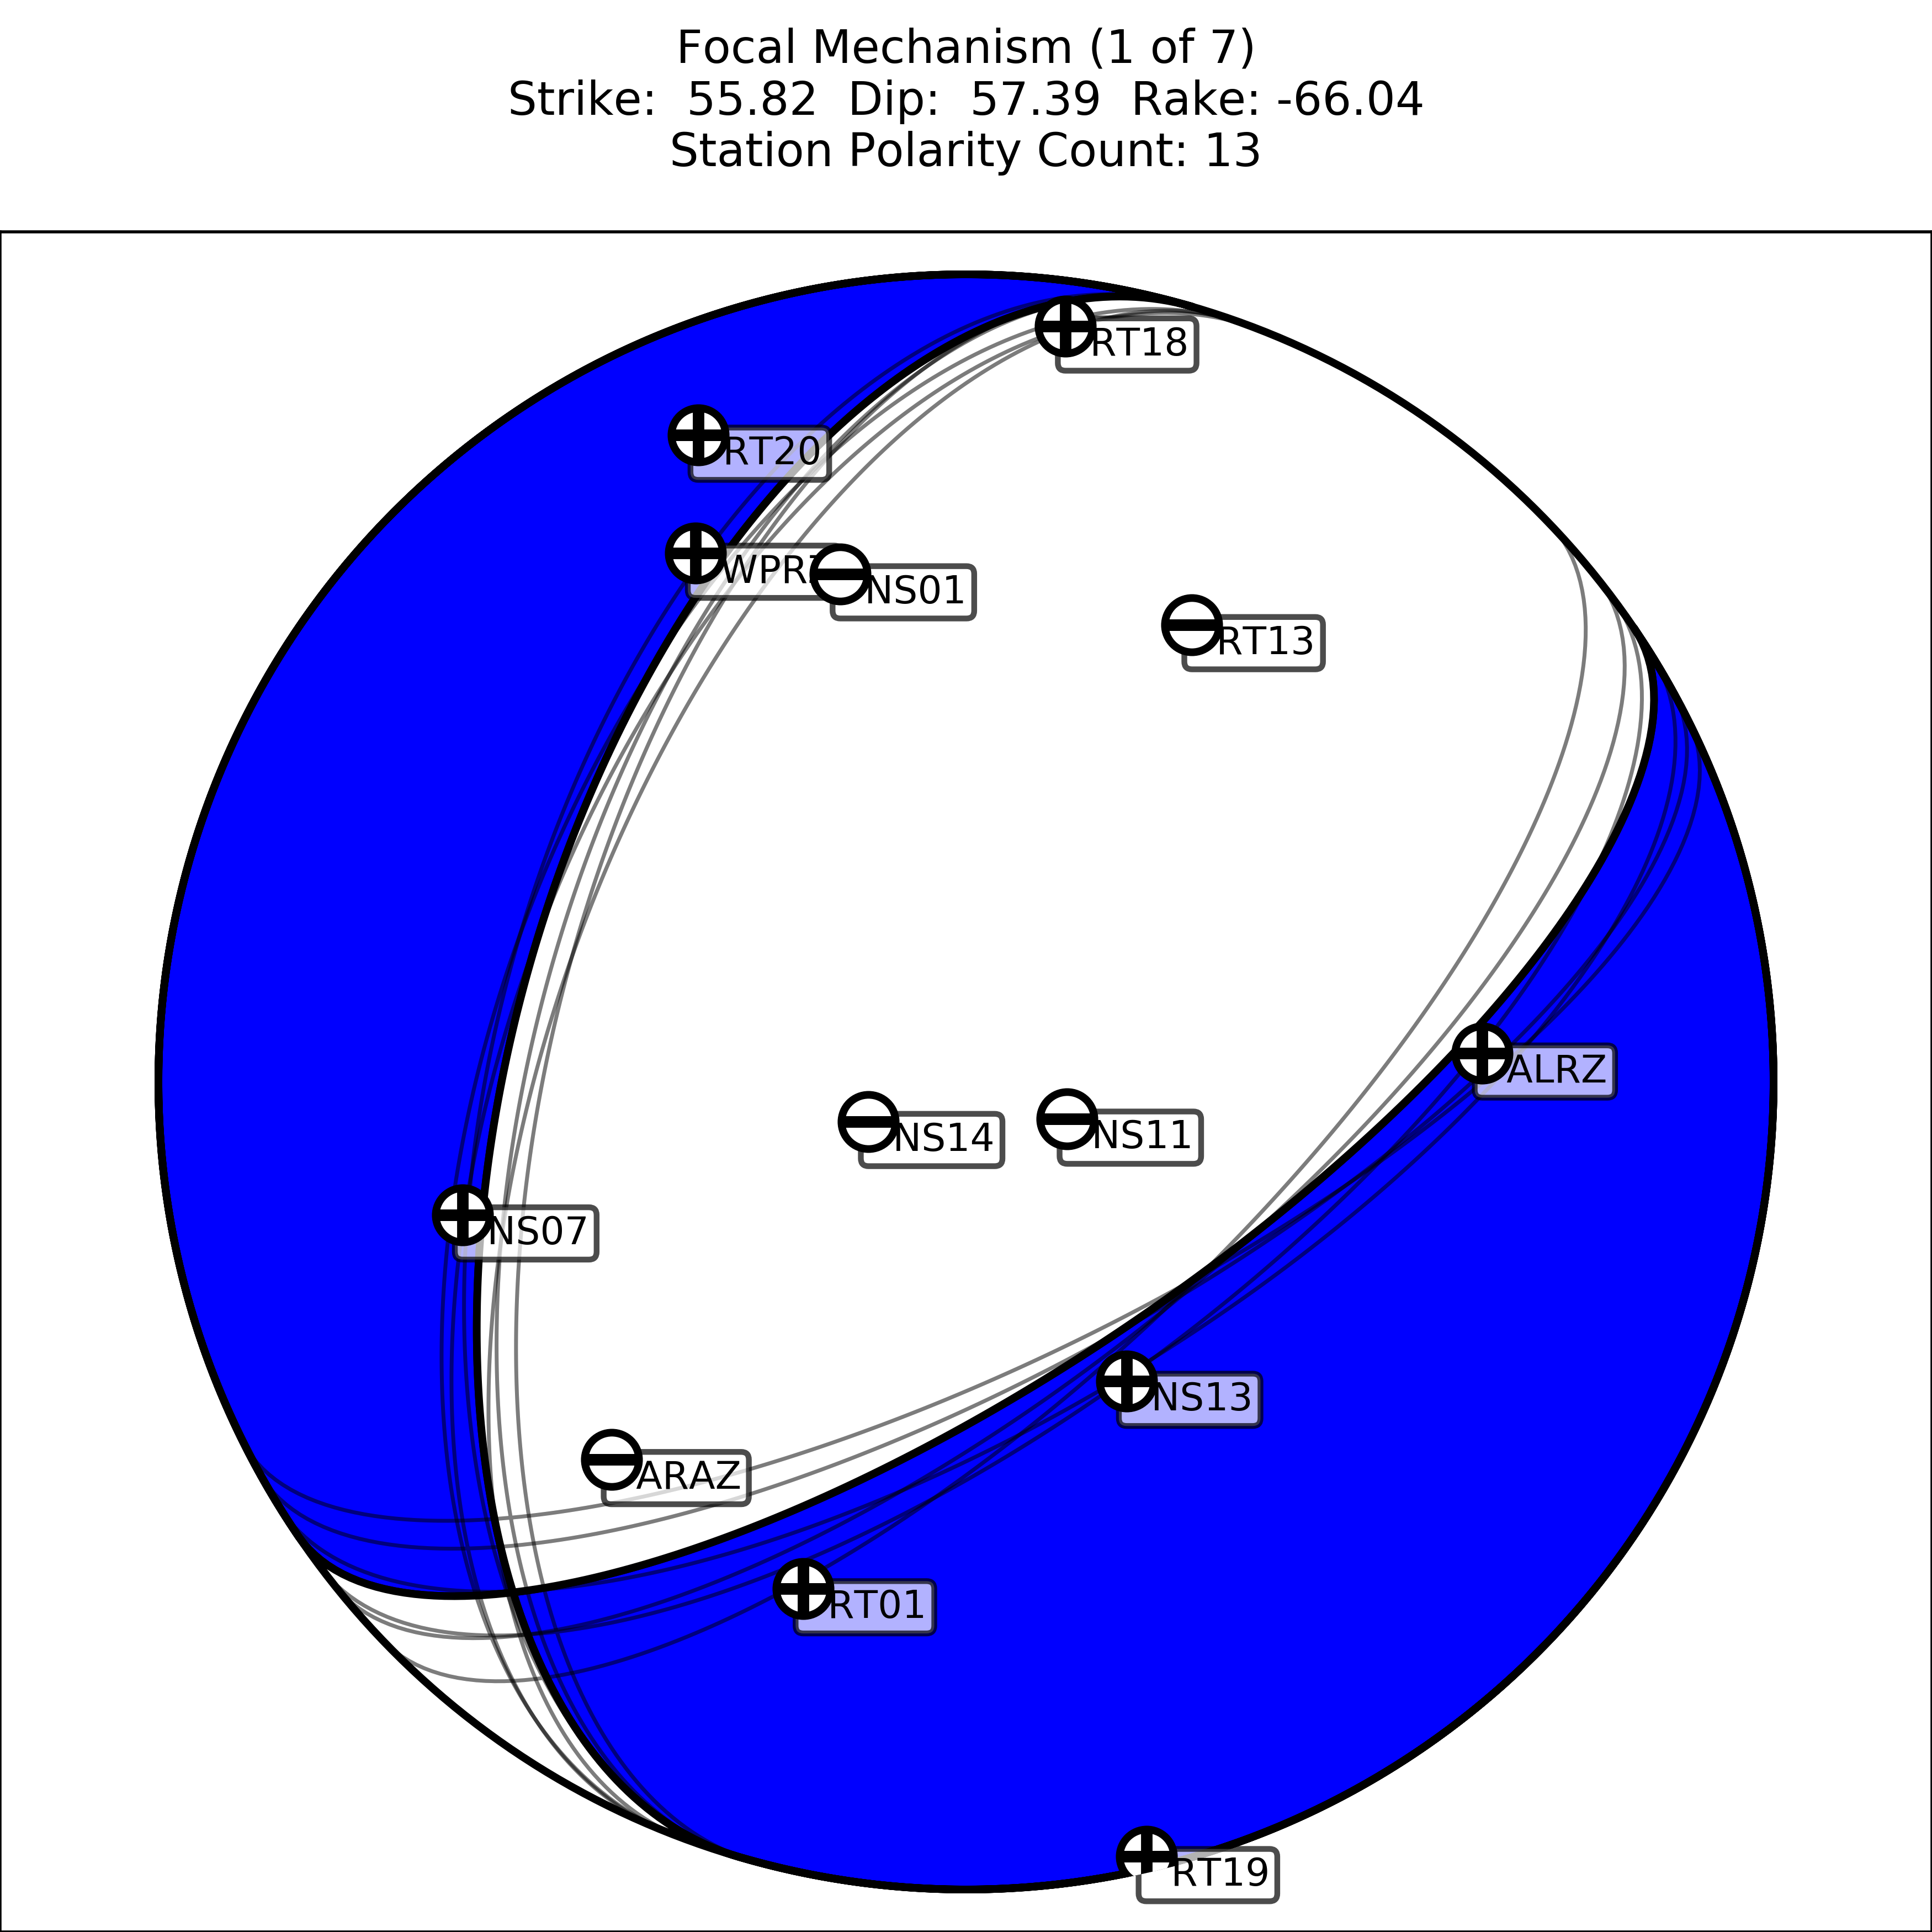 Focal Mechanism (1 of 7)
Strike: 55.82 Dip: 57.39 Rake: -66.04
Station Polarity Count: 13
RT18
RT20
NS01
RT13
ALRZ
NS14
NS11
NS07
NS13
ARAZ
RT01
RT19